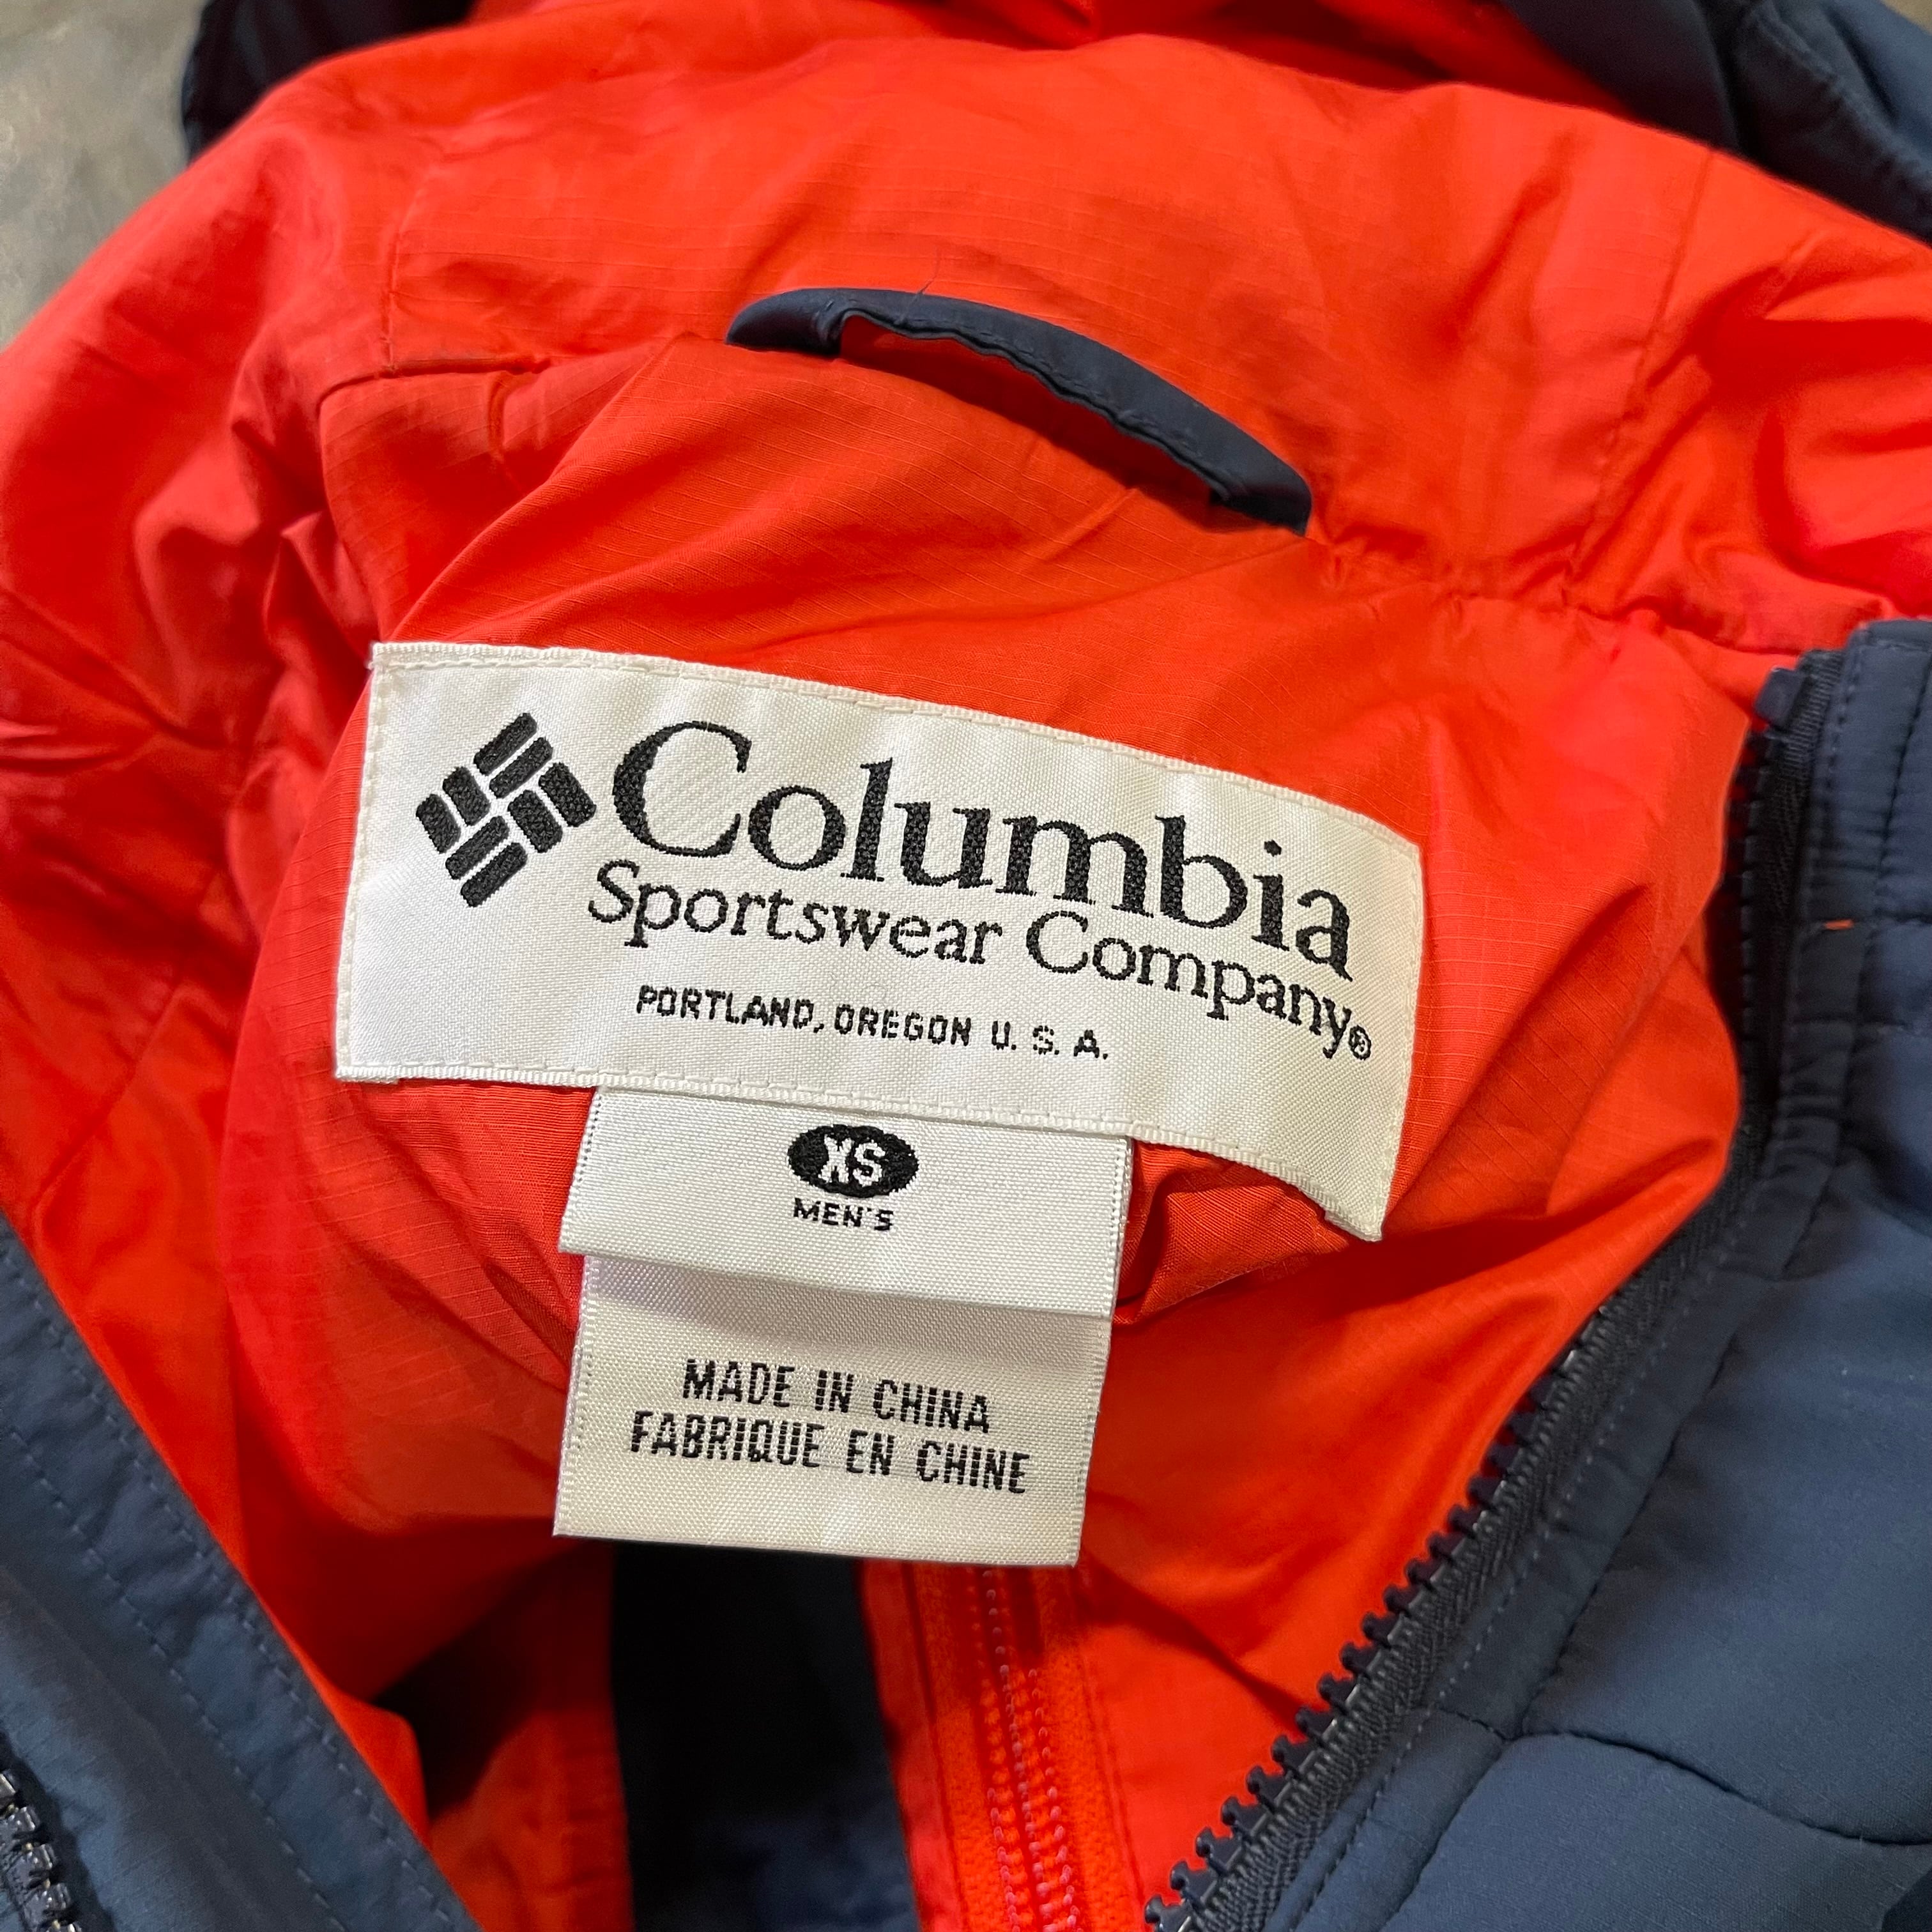 Columbia
Sportswear Company®
PORTLAND, OREGON U. S. A.
XS
MEN'S
MADE IN CHINA
FABRIQUE EN CHINE